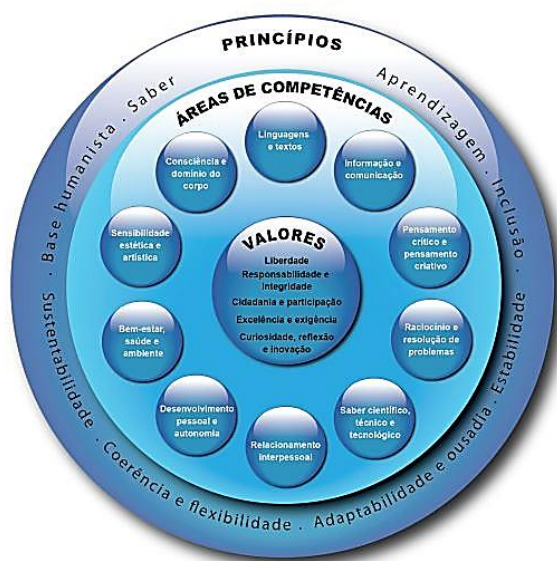 PRINCÍPIOS
Base humanista . Saber
Aprendizagem . Inclusão .
Sustentabilidade . Coerência e flexibilidade . Adaptabilidade e ousadia . Estabilidade
ÁREAS DE COMPETÊNCIAS
Linguagens
e textos
Informação e
comunicação
Pensamento
crítico e
pensamento
criativo
Raciocínio e
resolução de
problemas
Saber científico,
técnico e
tecnológico
Relacionamento
interpessoal
Desenvolvimento
pessoal e
autonomia
Bem-estar,
saúde e
ambiente
Sensibilidade
estética e
artística
Consciência e
domínio do
corpo
VALORES
Liberdade
Responsabilidade e
integridade
Cidadania e participação
Excelência e exigência
Curiosidade, reflexão
e inovação